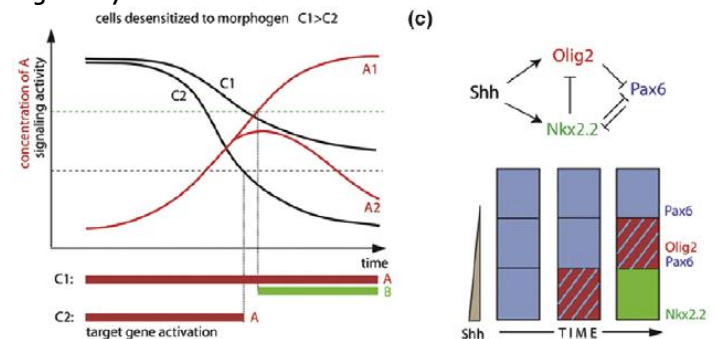 cells desensitized to morphogen C1>C2
concentration of A
signaling activity
C1
C2
A1
A2
time
C1:
A
B
C2:
A
target gene activation
(c)
Olig2
Shh
Pax6
Nkx2.2
Pax6
Olig2
Pax6
Nkx2.2
Shh
TIME